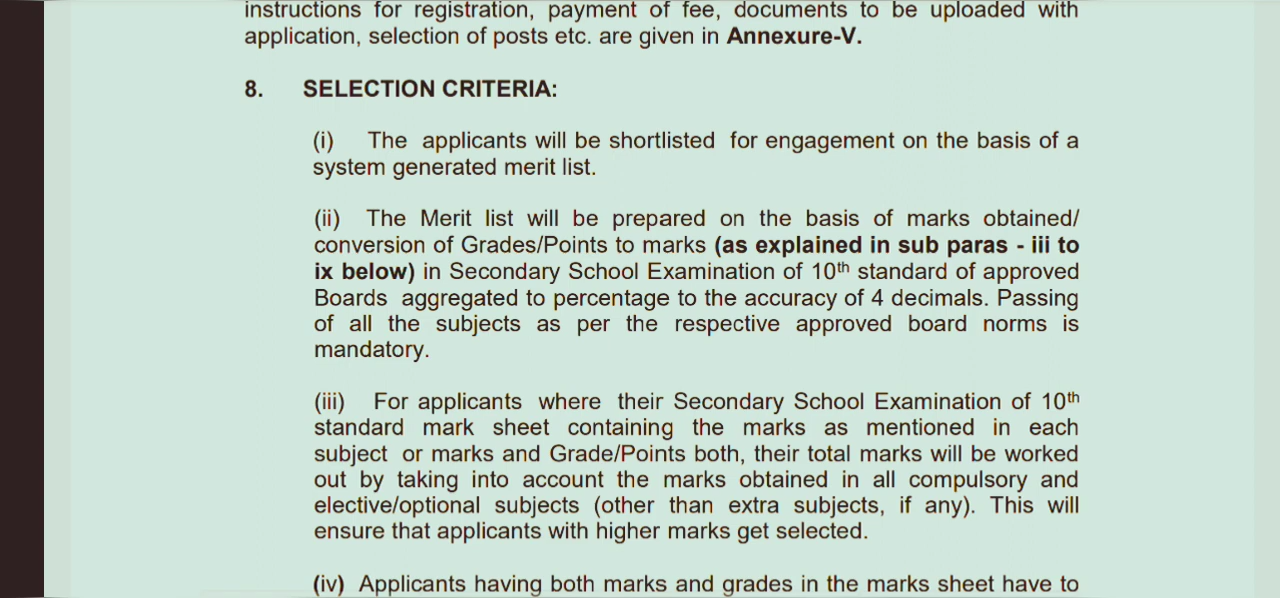 instructions for registration, payment of fee, documents to be uploaded with
application, selection of posts etc. are given in Annexure-V.
8. SELECTION CRITERIA:
(i) The applicants will be shortlisted for engagement on the basis of a
system generated merit list.
(ii) The Merit list will be prepared on the basis of marks obtained/
conversion of Grades/Points to marks (as explained in sub paras - iii to
ix below) in Secondary School Examination of 10th standard of approved
Boards aggregated to percentage to the accuracy of 4 decimals. Passing
of all the subjects as per the respective approved board norms is
mandatory.
(iii) For applicants where their Secondary School Examination of 10th
standard mark sheet containing the marks as mentioned in each
subject or marks and Grade/Points both, their total marks will be worked
out by taking into account the marks obtained in all compulsory and
elective/optional subjects (other than extra subjects, if any). This will
ensure that applicants with higher marks get selected.
(iv) Applicants having both marks and grades in the marks sheet have to